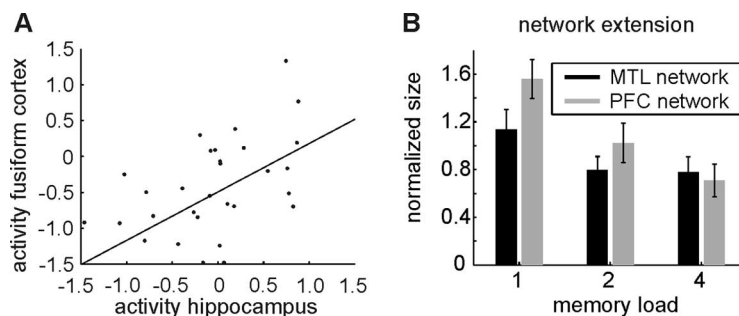 A
activity fusiform cortex
1.5
1.0
0.5
0
-0.5
-1.0
-1.5
-1.5 -1.0 -0.5 0 0.5 1.0 1.5
activity hippocampus
B
network extension
MTL network
PFC network
normalized size
1.6
1.2
0.8
0.4
0
1 2 4
memory load